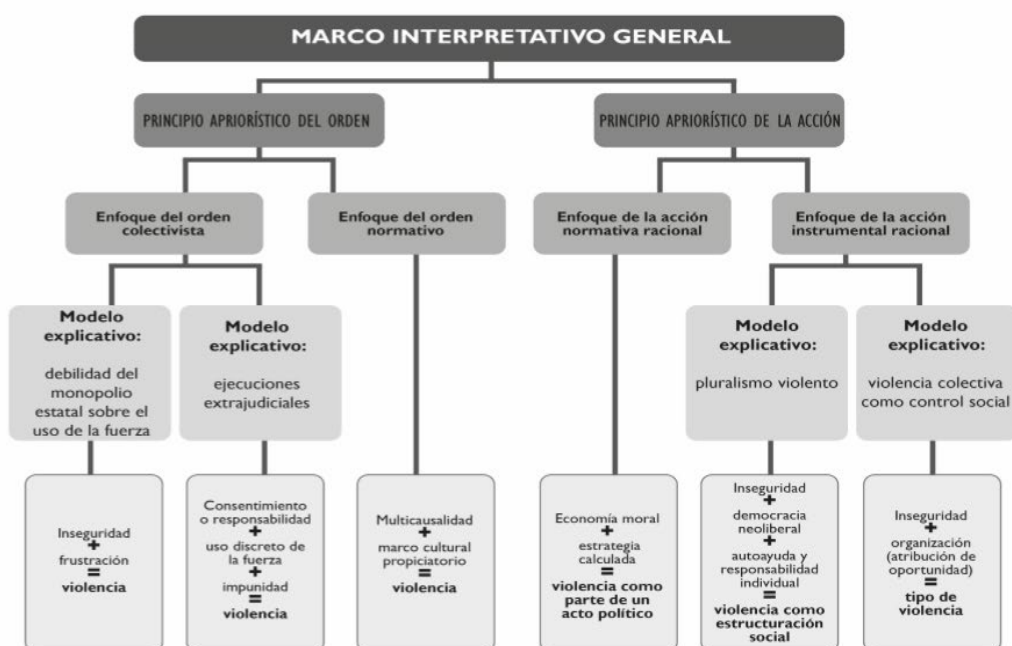 MARCO INTERPRETATIVO GENERAL
PRINCIPIO APRIORÍSTICO DEL ORDEN
PRINCIPIO APRIORÍSTICO DE LA ACCIÓN
Enfoque del orden
colectivista
Enfoque del orden
normativo
Enfoque de la acción
normativa racional
Enfoque de la acción
instrumental racional
Modelo
explicativo:
debilidad del
monopolio
estatal sobre el
uso de la fuerza
Modelo
explicativo:
ejecuciones
extrajudiciales
Modelo
explicativo:
pluralismo violento
Modelo
explicativo:
violencia colectiva
como control social
Inseguridad
+
frustración
=
violencia
Consentimiento
o responsabilidad
+
uso discreto de
la fuerza
+
impunidad
=
violencia
Multicausalidad
+
marco cultural
propiciatorio
=
violencia
Economía moral
+
estrategia
calculada
=
violencia como
parte de un
acto político
Inseguridad
+
democracia
neoliberal
+
autoayuda y
responsabilidad
individual
=
violencia como
estructuración
social
Inseguridad
+
organización
(atribución de
oportunidad)
=
tipo de
violencia